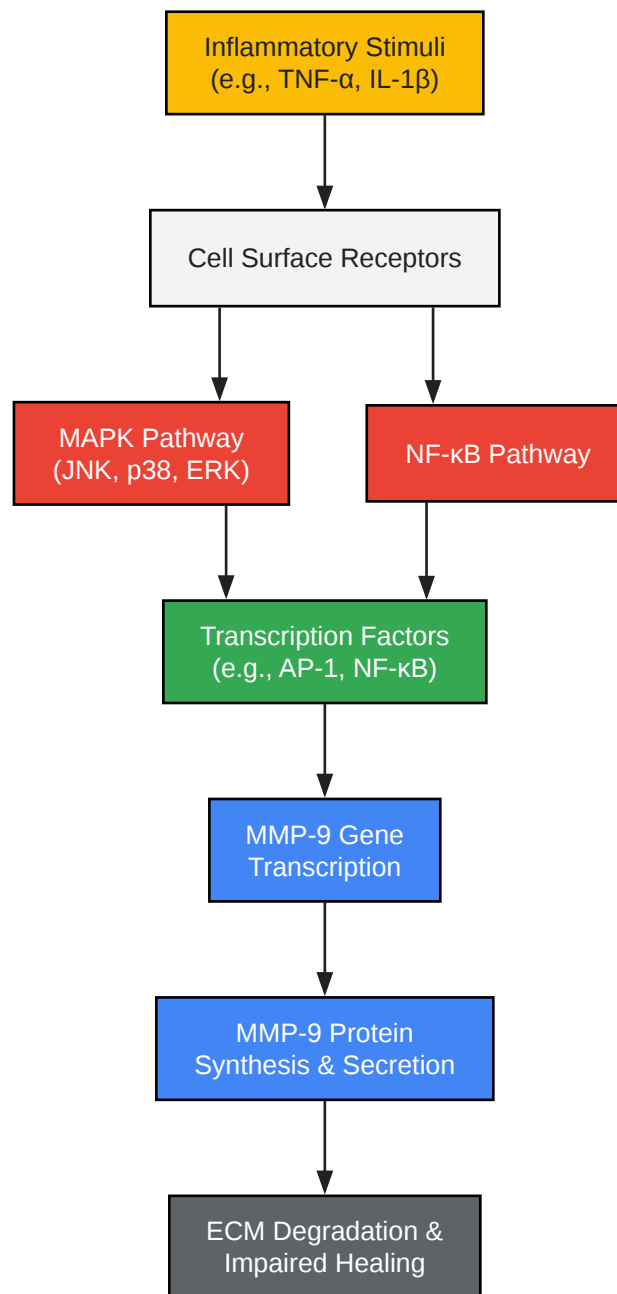 Inflammatory Stimuli
(e.g., TNF-α, IL-1β)
Cell Surface Receptors
MAPK Pathway
(JNK, p38, ERK)
NF-κB Pathway
Transcription Factors
(e.g., AP-1, NF-κB)
MMP-9 Gene
Transcription
MMP-9 Protein
Synthesis & Secretion
ECM Degradation &
Impaired Healing